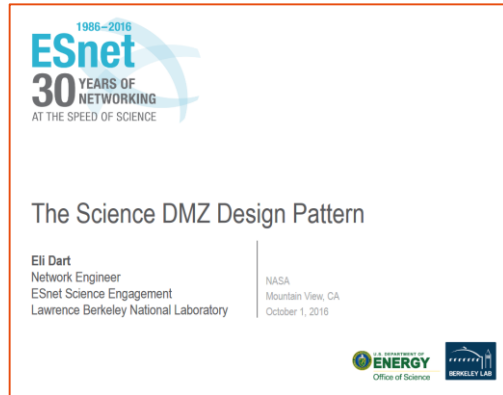 1986–2016
ESnet
30 YEARS OF
NETWORKING
AT THE SPEED OF SCIENCE
The Science DMZ Design Pattern
Eli Dart
Network Engineer
ESnet Science Engagement
Lawrence Berkeley National Laboratory
NASA
Mountain View, CA
October 1, 2016
U.S. DEPARTMENT OF
ENERGY
Office of Science
BERKELEY LAB